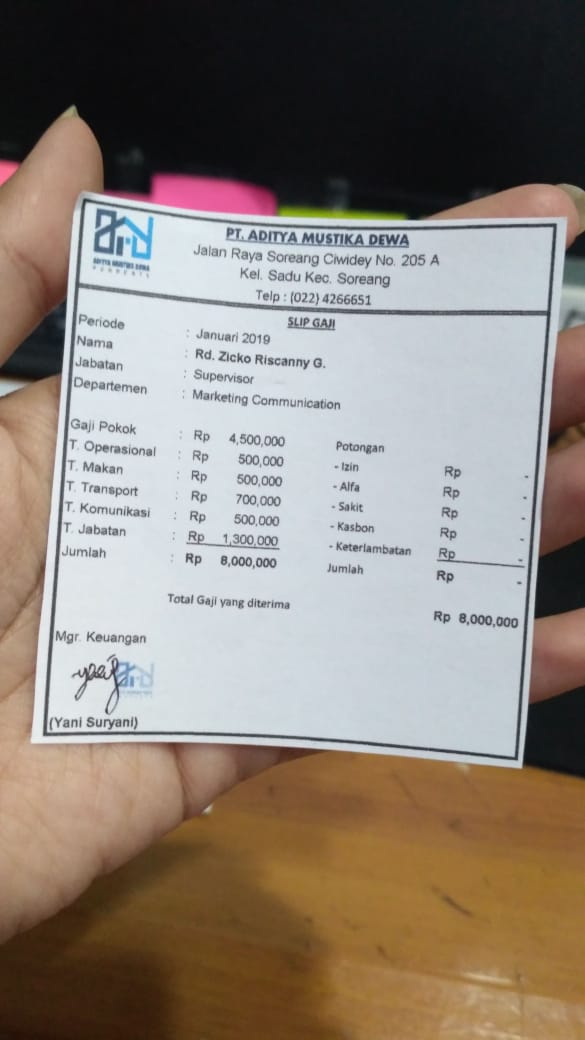 ADITYA MUSTIKA DEWA
PROPERTY
PT. ADITYA MUSTIKA DEWA
Jalan Raya Soreang Ciwidey No. 205 A
Kel. Sadu Kec. Soreang
Telp : (022) 4266651
SLIP GAJI
Periode : Januari 2019
Nama : Rd. Zicko Riscanny G.
Jabatan : Supervisor
Departemen : Marketing Communication
Gaji Pokok : Rp 4,500,000 Potongan
T. Operasional : Rp 500,000 - Izin Rp -
T. Makan : Rp 500,000 - Alfa Rp -
T. Transport : Rp 700,000 - Sakit Rp -
T. Komunikasi : Rp 500,000 - Kasbon Rp -
T. Jabatan : Rp 1,300,000 - Keterlambatan Rp -
Jumlah : Rp 8,000,000 Jumlah Rp -
Total Gaji yang diterima Rp 8,000,000
Mgr. Keuangan
(Yani Suryani)